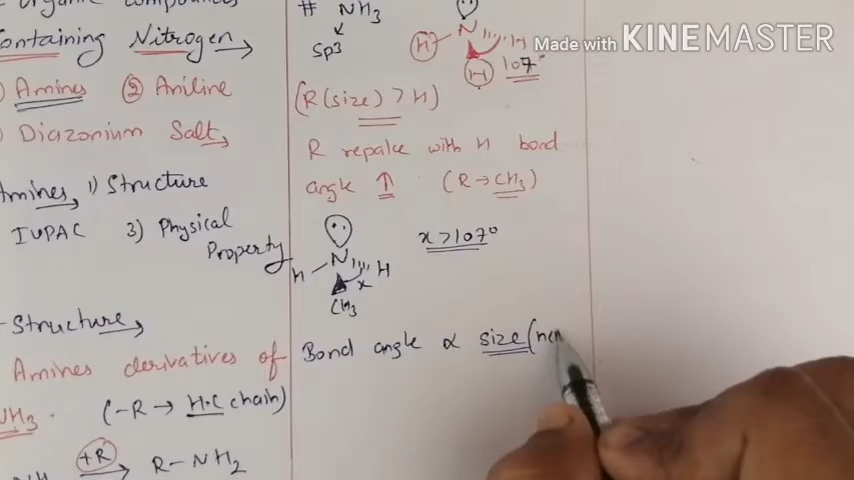 organic compounds
Containing Nitrogen →
Amines ② Aniline
Diazonium Salt
Amines, 1) Structure
IUPAC 3) Physical
Property
Structure
Amines derivatives of
NH3. (-R → H.C chain)
+R
R-NH2
# NH3
Sp3
N
H H
H 107°
(R(size) > H)
R repalce with H bond
angle ↑ (R → CH3)
N
H H
x
CH3
x > 107°
Bond angle ∝ size(
Made with KINEMASTER